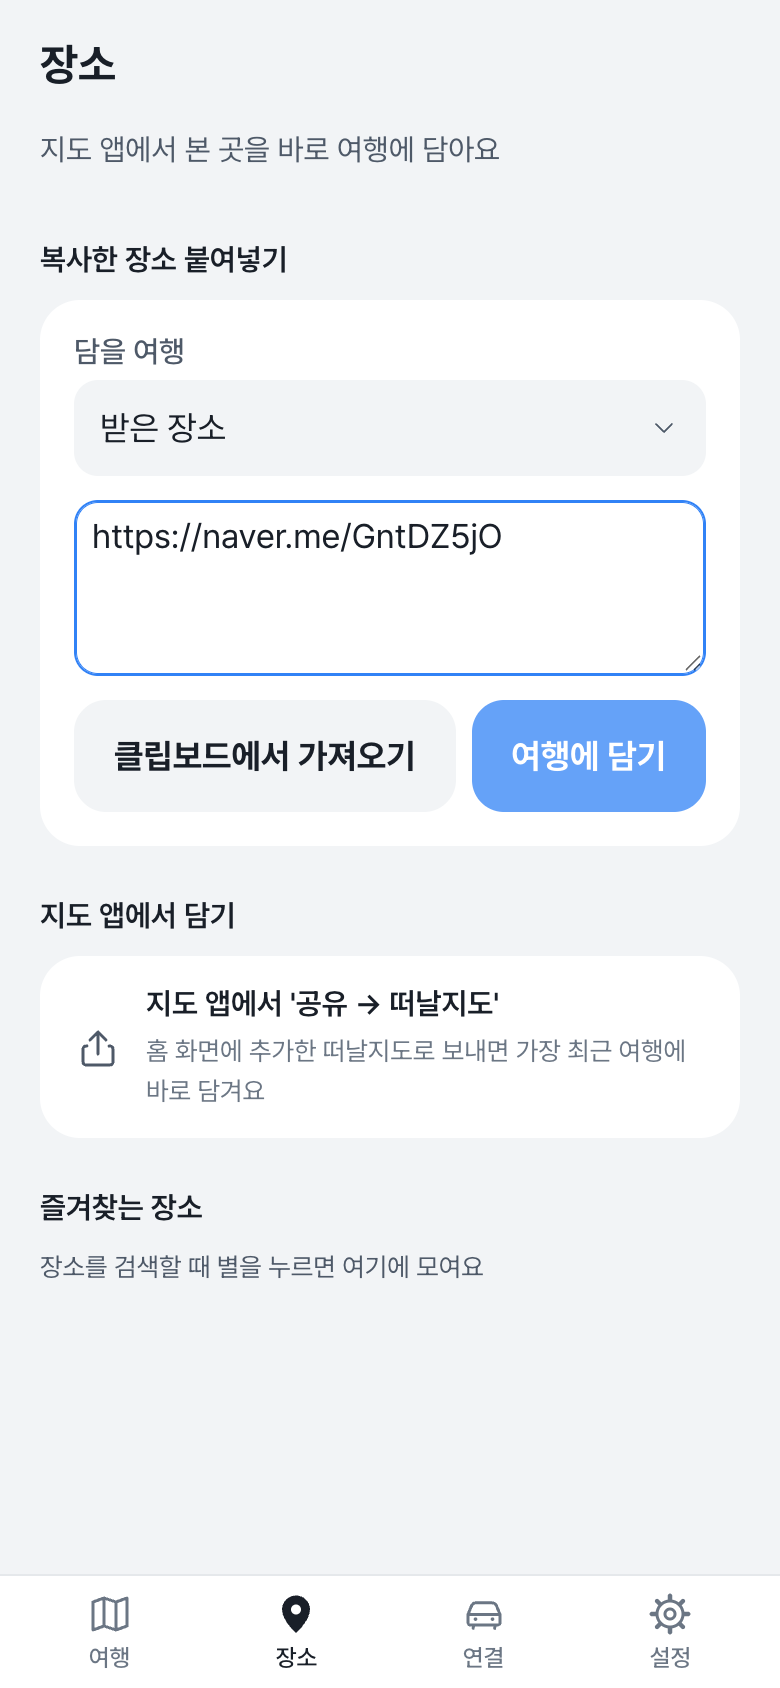 장소
지도 앱에서 본 곳을 바로 여행에 담아요
복사한 장소 붙여넣기
담을 여행
받은 장소
https://naver.me/GntDZ5jO
클립보드에서 가져오기
여행에 담기
지도 앱에서 담기
지도 앱에서 '공유 → 떠날지도'
홈 화면에 추가한 떠날지도로 보내면 가장 최근 여행에
바로 담겨요
즐겨찾는 장소
장소를 검색할 때 별을 누르면 여기에 모여요
여행
장소
연결
설정